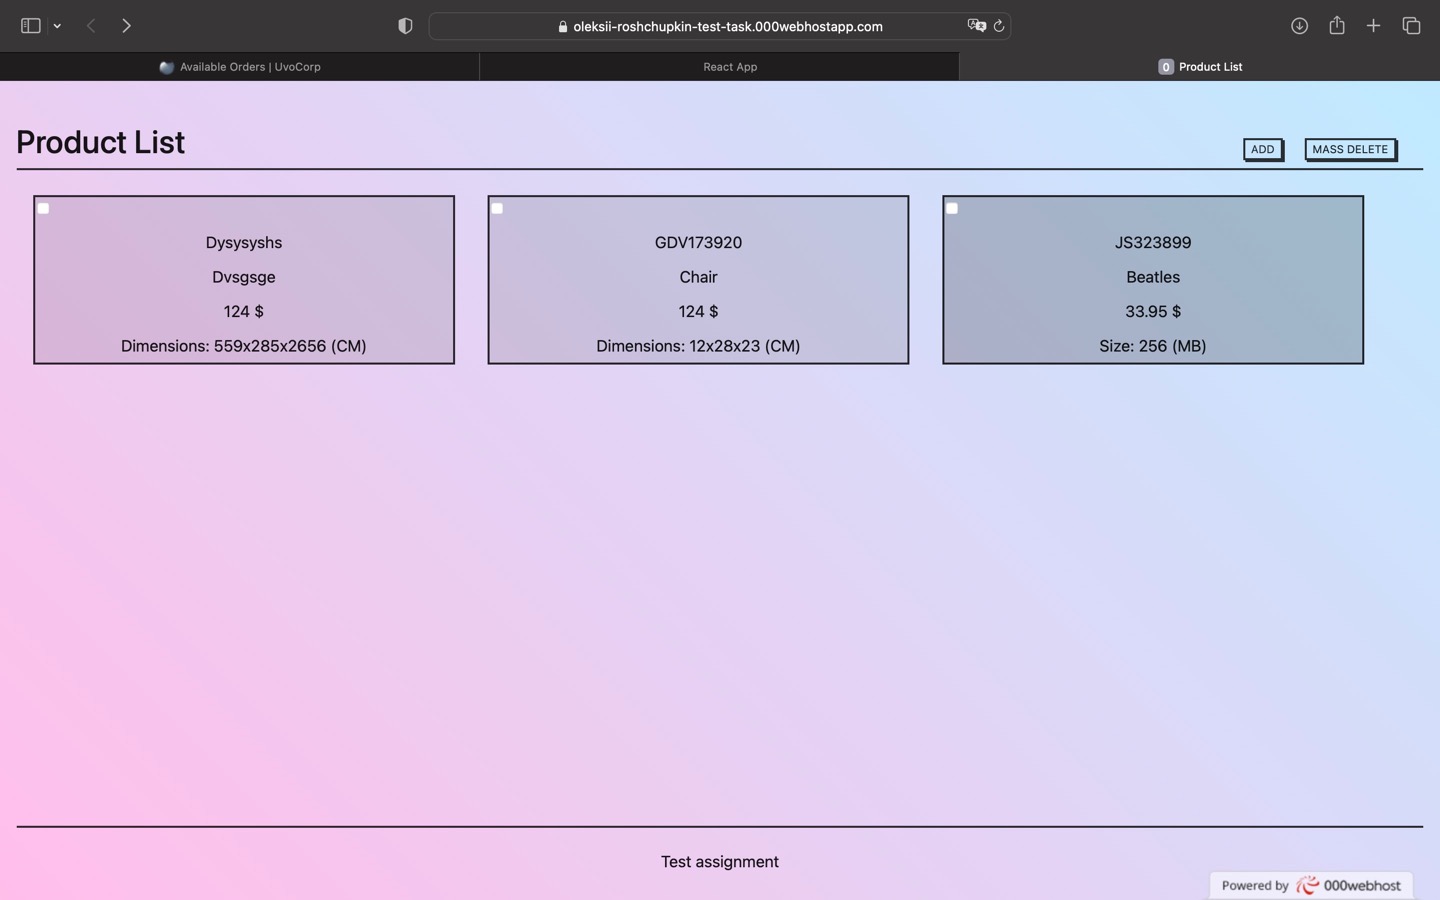 oleksii-roshchupkin-test-task.000webhostapp.com
Available Orders | UvoCorp
React App
0 Product List
Product List
ADD
MASS DELETE
Dysysyshs
Dvsgsge
124 $
Dimensions: 559x285x2656 (CM)
GDV173920
Chair
124 $
Dimensions: 12x28x23 (CM)
JS323899
Beatles
33.95 $
Size: 256 (MB)
Test assignment
Powered by 000webhost